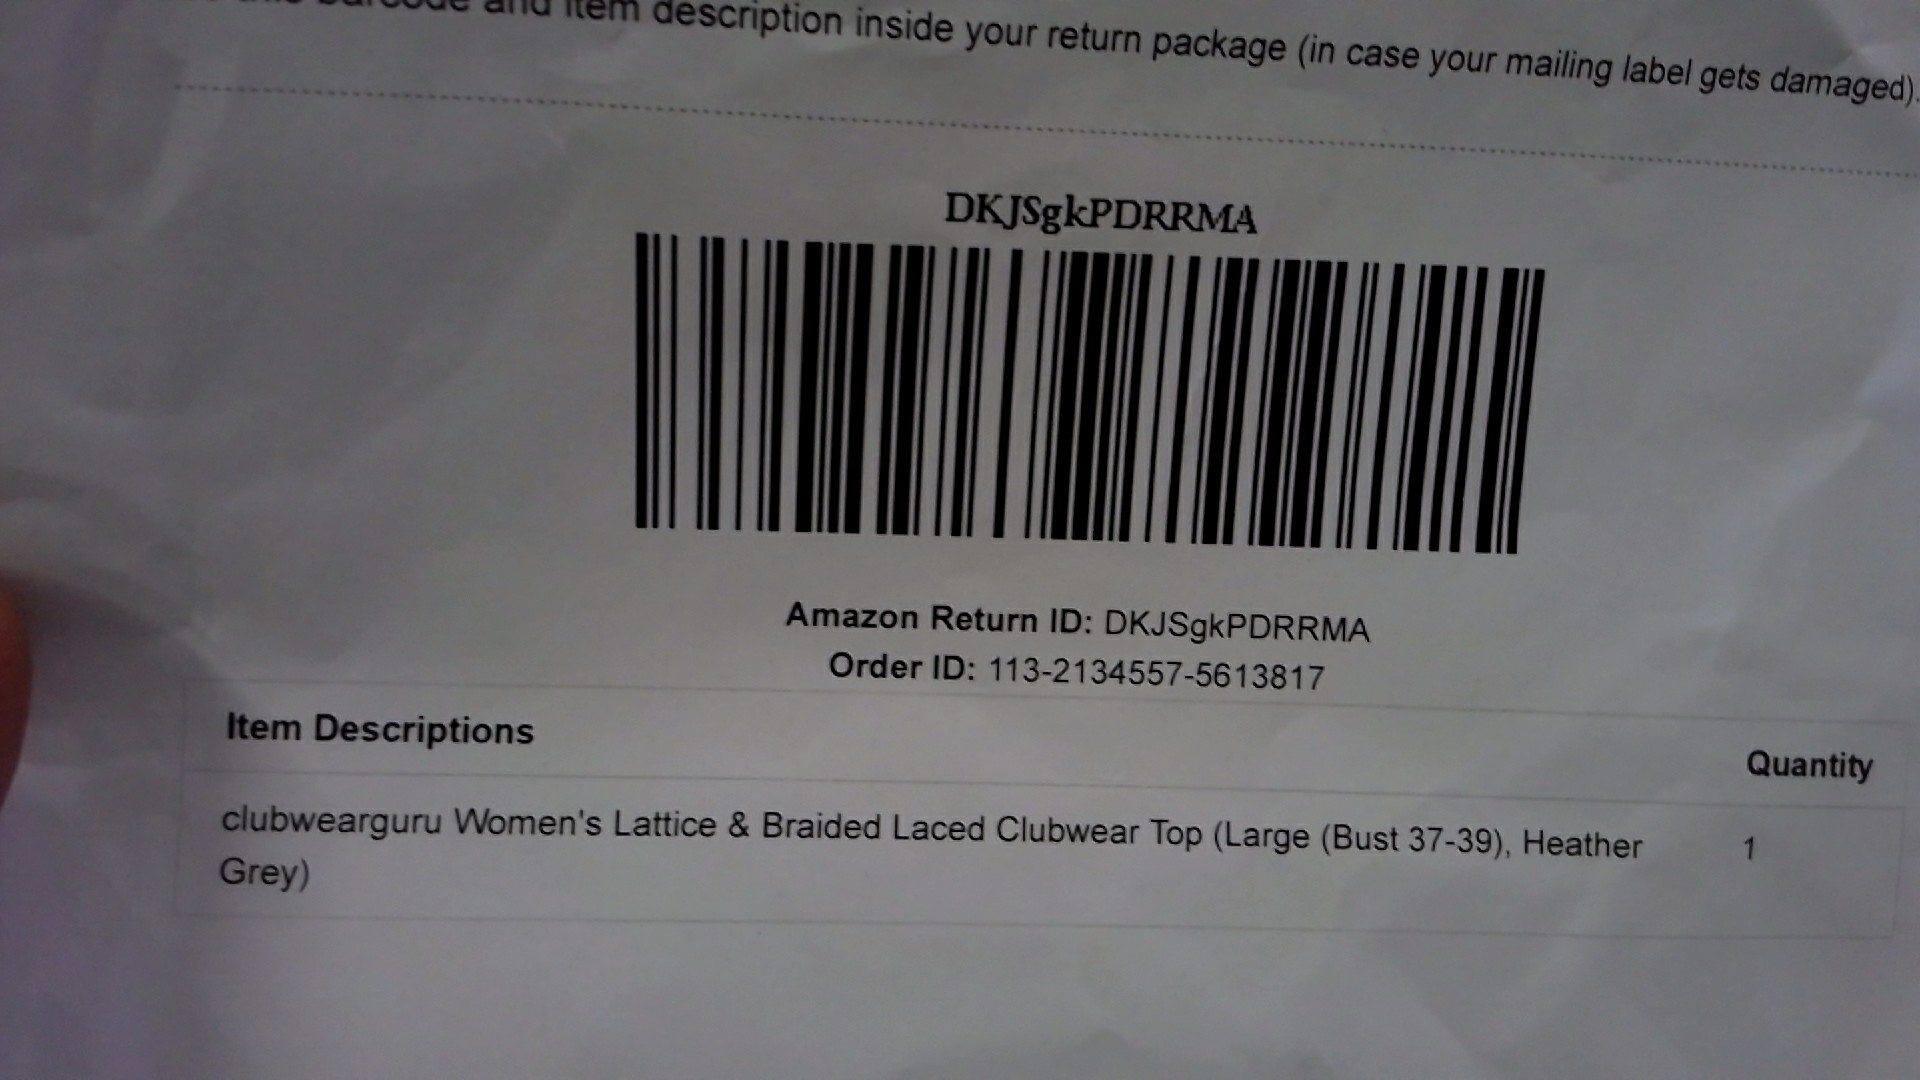 and item description inside your return package (in case your mailing label gets damaged).
DKJSgkPDRRMA
Amazon Return ID: DKJSgkPDRRMA
Order ID: 113-2134557-5613817
Item Descriptions
Quantity
clubwearguru Women's Lattice & Braided Laced Clubwear Top (Large (Bust 37-39), Heather
1
Grey)